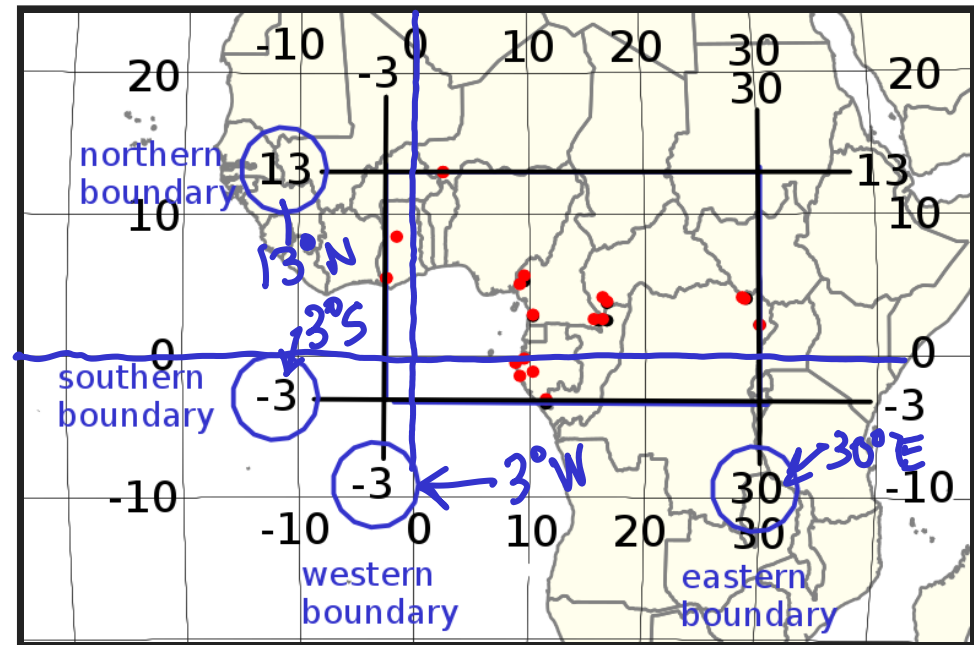 -10 0 10 20 30
-3 30
20 20
northern
boundary
13 13
10 10
13°N
3°S
0 0
southern
boundary
-3 -3
-3 3°W 30 30°E
-10 -10
-10 0 10 20 30
western
boundary
eastern
boundary